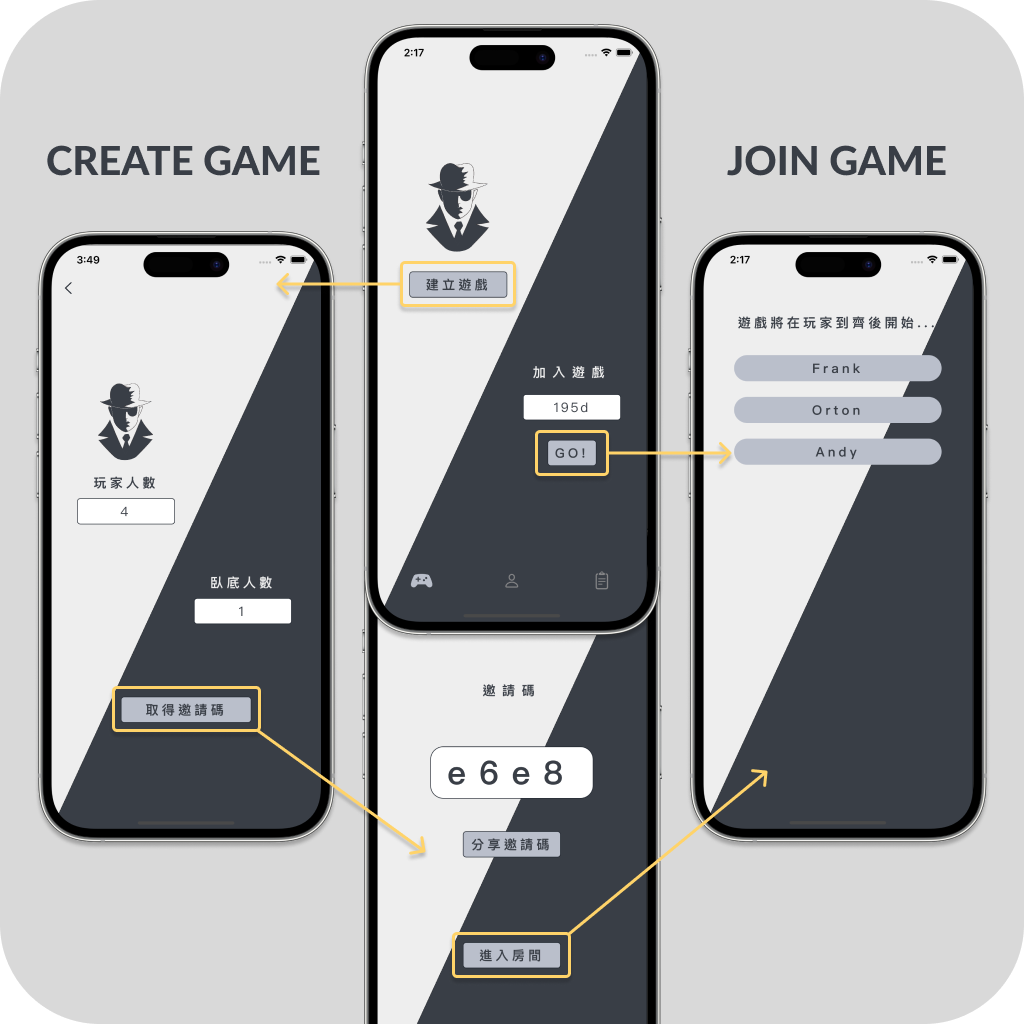 CREATE GAME
JOIN GAME
2:17
建立遊戲
加入遊戲
195d
GO!
3:49
玩家人數
4
臥底人數
1
取得邀請碼
邀請碼
e6e8
分享邀請碼
進入房間
2:17
遊戲將在玩家到齊後開始...
Frank
Orton
Andy